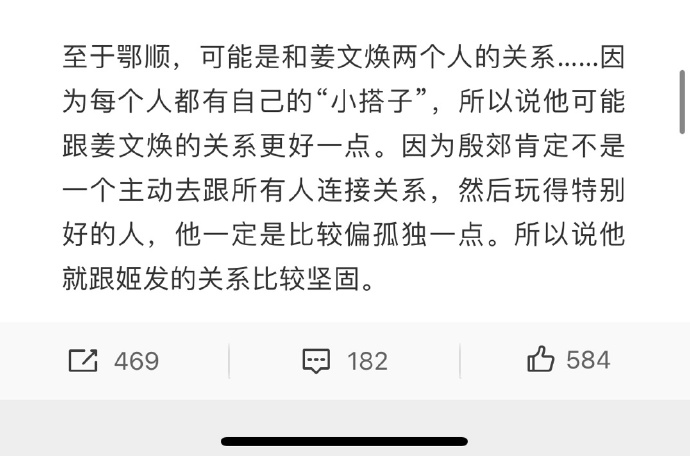 至于鄂顺，可能是和姜文焕两个人的关系……因
为每个人都有自己的“小搭子”，所以说他可能
跟姜文焕的关系更好一点。因为殷郊肯定不是
一个主动去跟所有人连接关系，然后玩得特别
好的人，他一定是比较偏孤独一点。所以说他
就跟姬发的关系比较坚固。
469
182
584